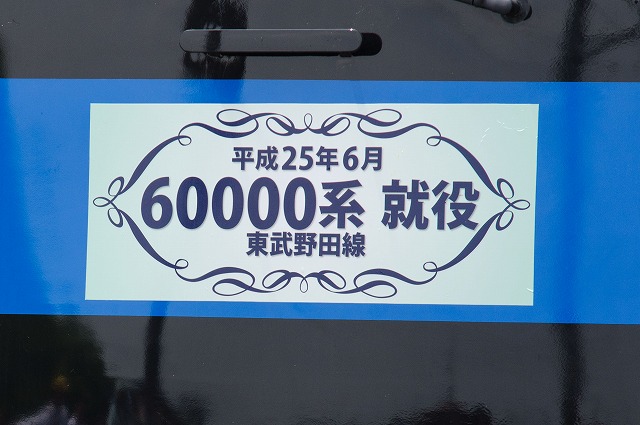 平成25年6月
60000系 就役
東武野田線